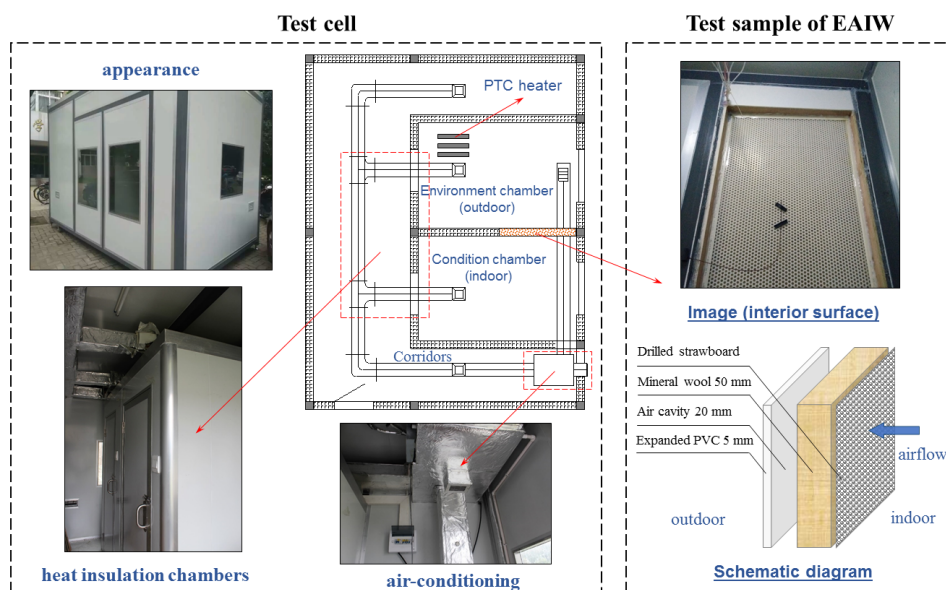 Test cell
Test sample of EAIW
appearance
PTC heater
Environment chamber
(outdoor)
Condition chamber
(indoor)
Corridors
heat insulation chambers
air-conditioning
Image (interior surface)
Drilled strawboard
Mineral wool 50 mm
Air cavity 20 mm
Expanded PVC 5 mm
airflow
outdoor
indoor
Schematic diagram